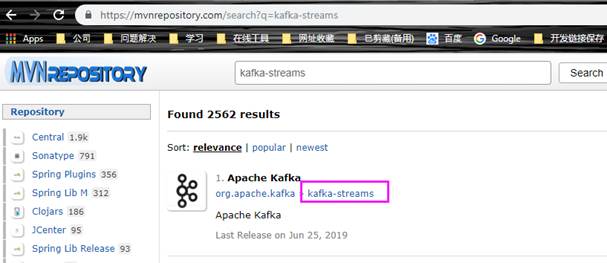 https://mvnrepository.com/search?q=kafka-streams
Apps 公司 问题解决 学习 在线工具 网址收藏 已剪藏(备用) 百度 Google 开发链接保存
MVNREPOSITORY kafka-streams Search
Repository
Found 2562 results
Central 1.9k
Sort: relevance | popular | newest
Sonatype 791
Spring Plugins 356
1. Apache Kafka
Spring Lib M 312
org.apache.kafka » kafka-streams
Clojars 186
Apache Kafka
JCenter 95
Last Release on Jun 25, 2019
Spring Lib Release 93